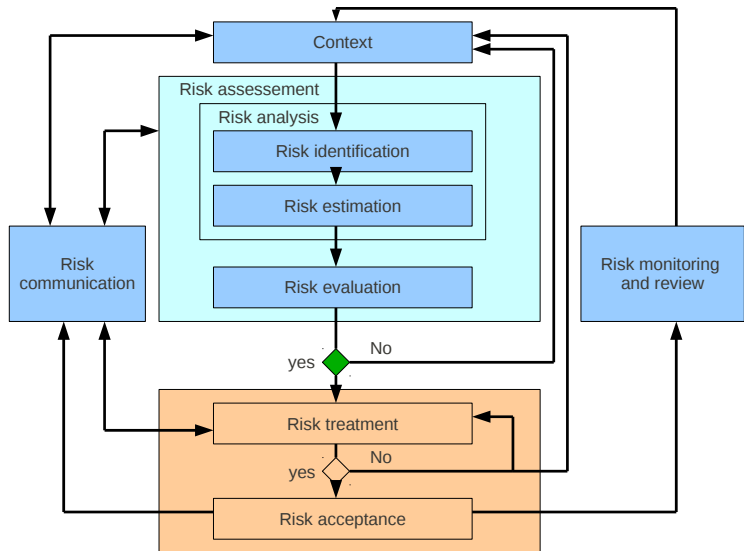 Context
Risk assessement
Risk analysis
Risk identification
Risk estimation
Risk
communication
Risk monitoring
and review
Risk evaluation
No
yes
Risk treatment
No
yes
Risk acceptance